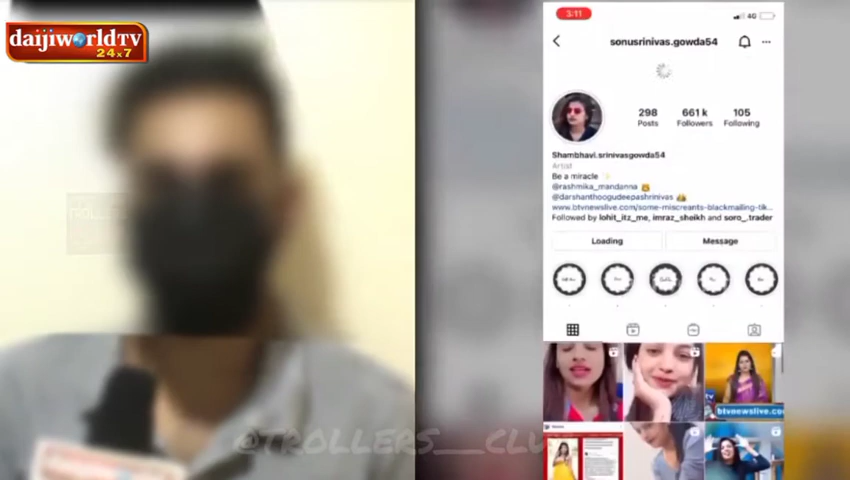 daijiworldTV
24x7
@TROLLERS__CLU
3:11
4G
sonusrinivas.gowda54
298
661 k
105
Posts
Followers
Following
Shambhavi.srinivasgowda54
Artist
Be a miracle
@rashmika_mandanna
@darshanthoogudeepashrinivas
www.btvnewslive.com/some-miscreants-blackmailing-tik...
Followed by lohit_itz_me, imraz_sheikh and soro_.trader
Loading
Message
btvnewslive.co